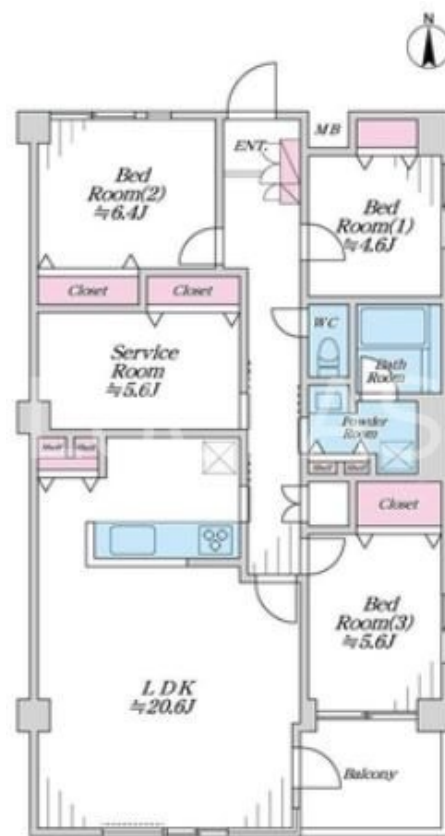 N
MB
ENT.
Bed
Room(2)
≒6.4J
Bed
Room(1)
≒4.6J
Closet
Closet
WC
Bath
Room
Service
Room
≒5.6J
Powder
Room
Shelf
Shelf
Shelf
Shelf
Closet
Bed
Room(3)
≒5.6J
LDK
≒20.6J
Balcony